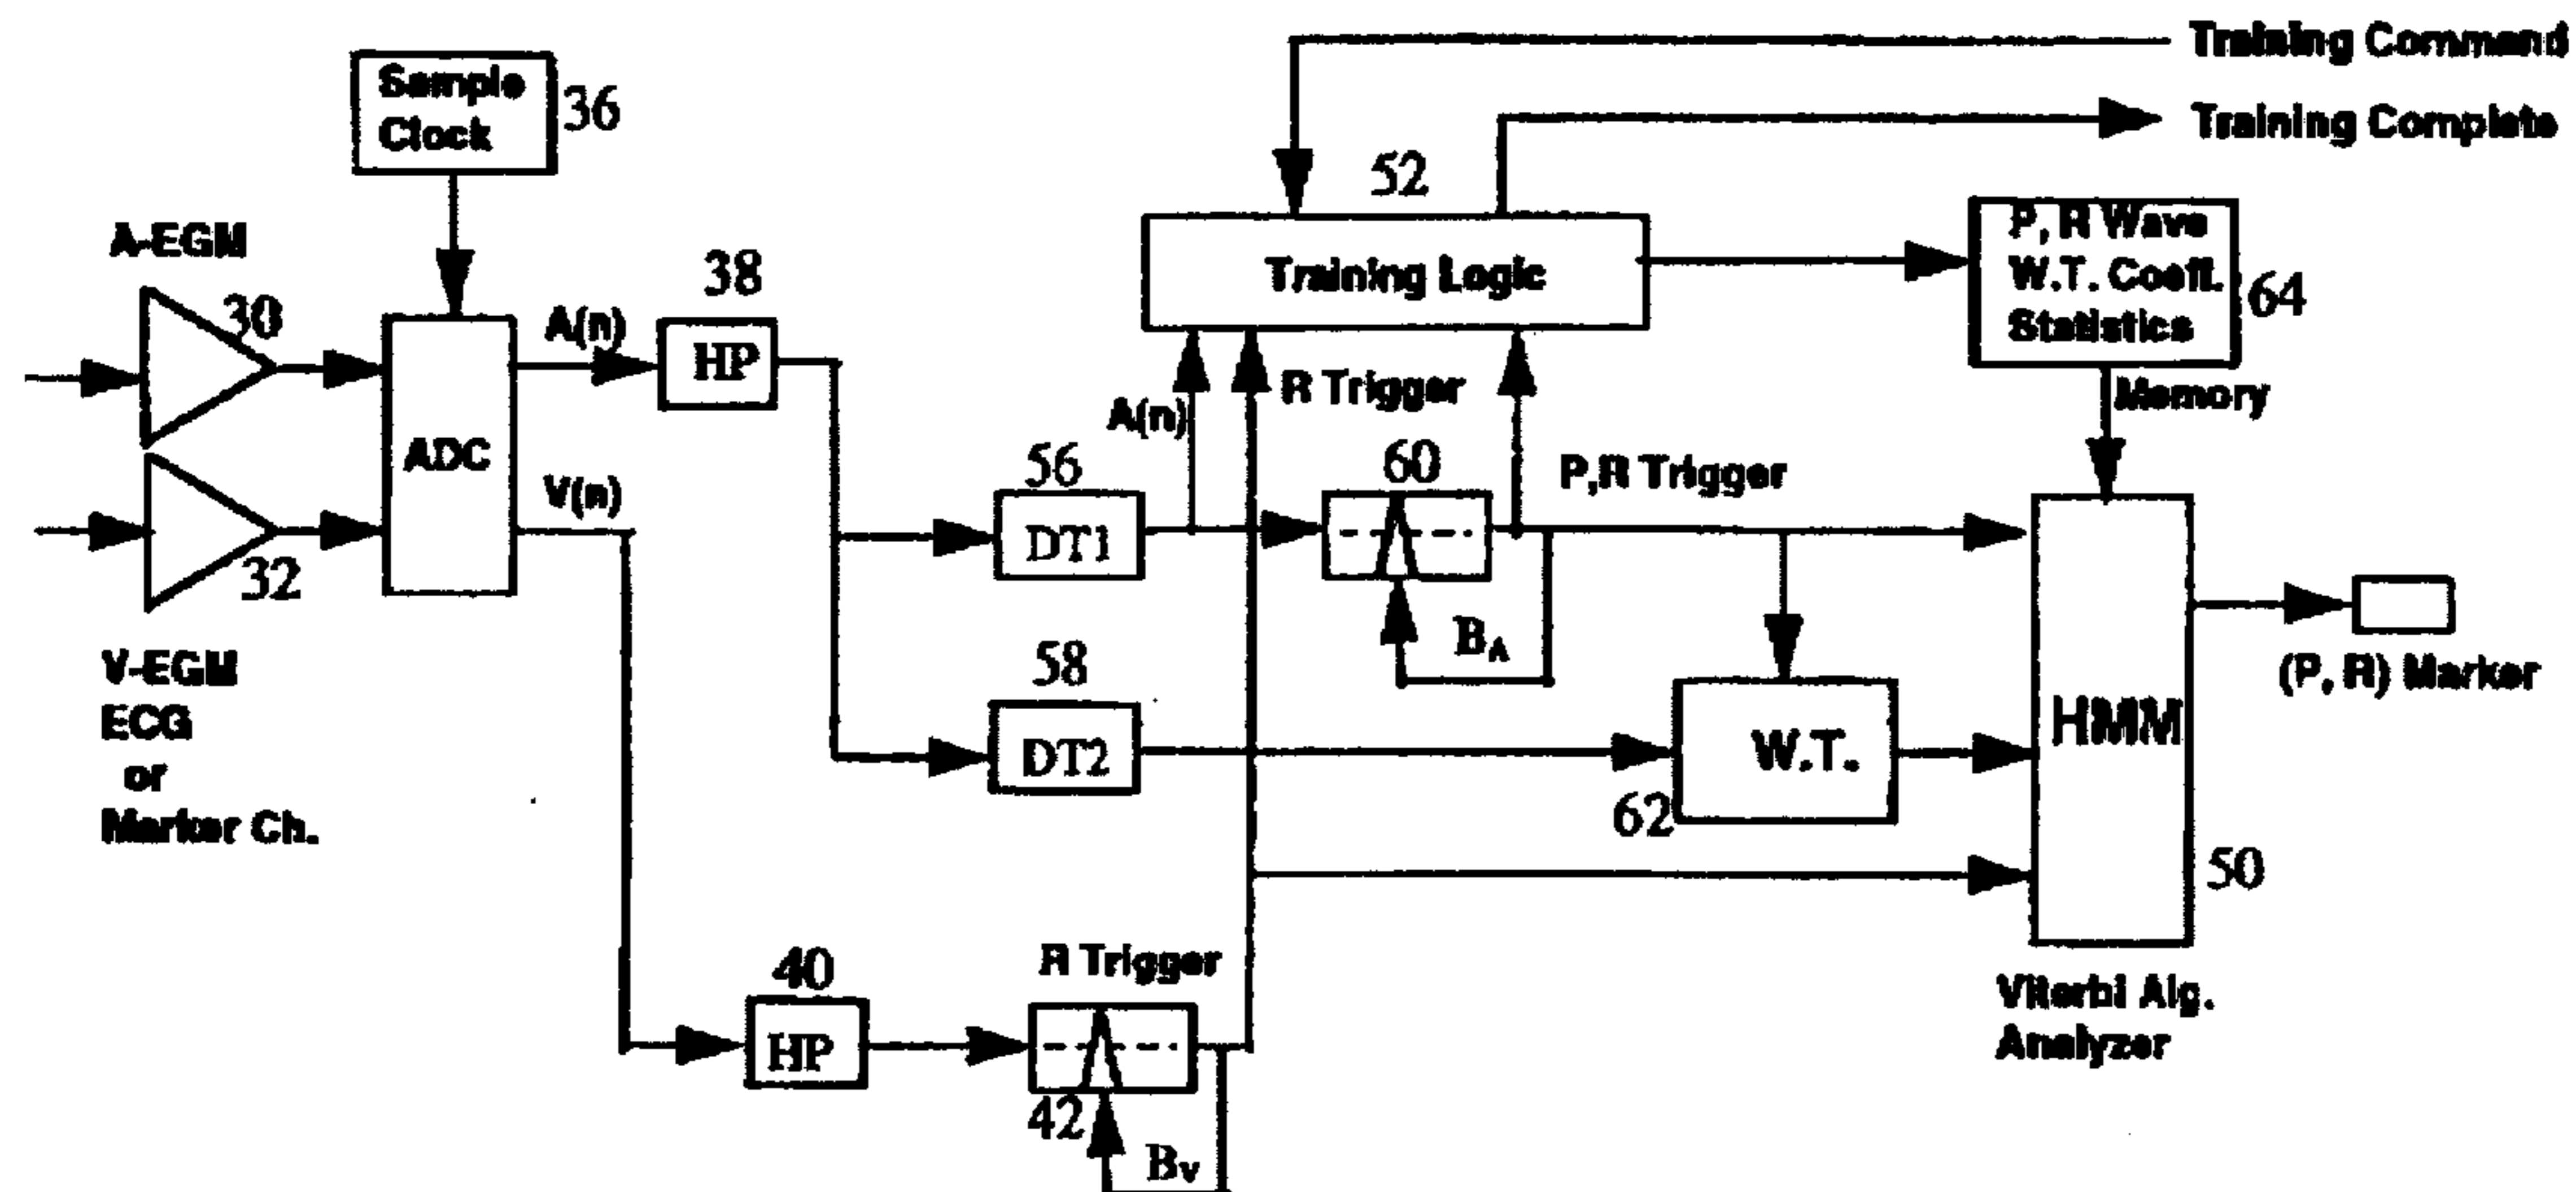 Training Command
Training Complete
Sample
Clock
36
52
A-EGM
30
38
A(n)
HP
Training Logic
P, R Wave
W.T. Coeff.
Statistics
64
Memory
ADC
A(n)
R Trigger
56
60
P,R Trigger
V(n)
DT1
32
B_A
58
V-EGM
ECG
or
Marker Ch.
DT2
W.T.
62
HMM
(P, R) Marker
50
40
R Trigger
HP
42
B_V
Viterbi Alg.
Analyzer